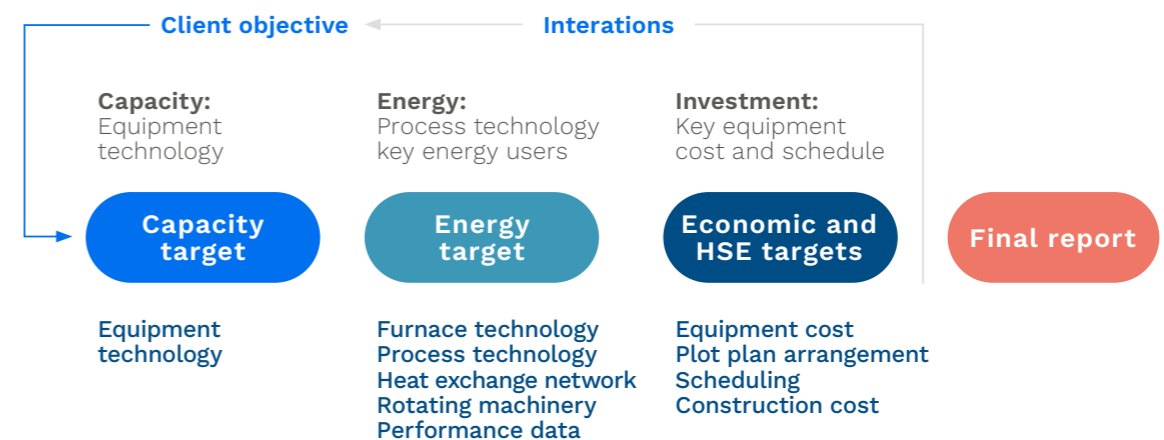 Client objective
Interations
Capacity:
Equipment
technology
Energy:
Process technology
key energy users
Investment:
Key equipment
cost and schedule
Capacity
target
Energy
target
Economic and
HSE targets
Final report
Equipment
technology
Furnace technology
Process technology
Heat exchange network
Rotating machinery
Performance data
Equipment cost
Plot plan arrangement
Scheduling
Construction cost